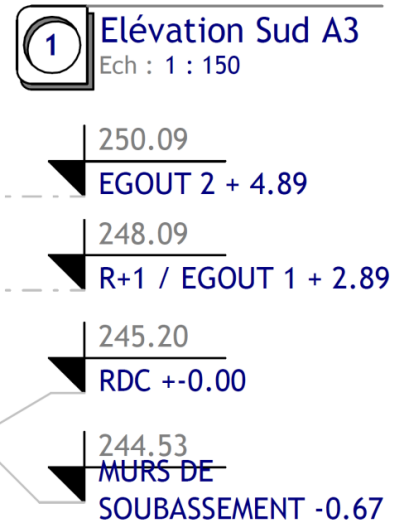 1
Elévation Sud A3
Ech : 1 : 150
250.09
EGOUT 2 + 4.89
248.09
R+1 / EGOUT 1 + 2.89
245.20
RDC +-0.00
244.53
MURS DE
SOUBASSEMENT -0.67